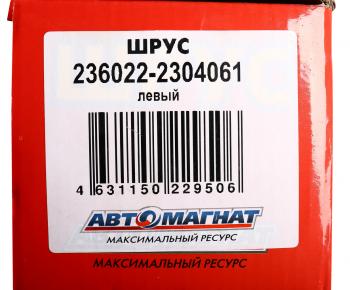 ШРУС
236022-2304061
левый
4 631150 229506
АВТОМАГНАТ
МАКСИМАЛЬНЫЙ РЕСУРС
МАКСИМАЛЬНЫЙ РЕСУРС